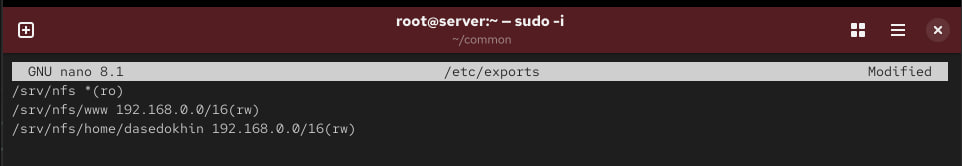 root@server:~ — sudo -i
~/common
GNU nano 8.1 /etc/exports Modified
/srv/nfs *(ro)
/srv/nfs/www 192.168.0.0/16(rw)
/srv/nfs/home/dasedokhin 192.168.0.0/16(rw)